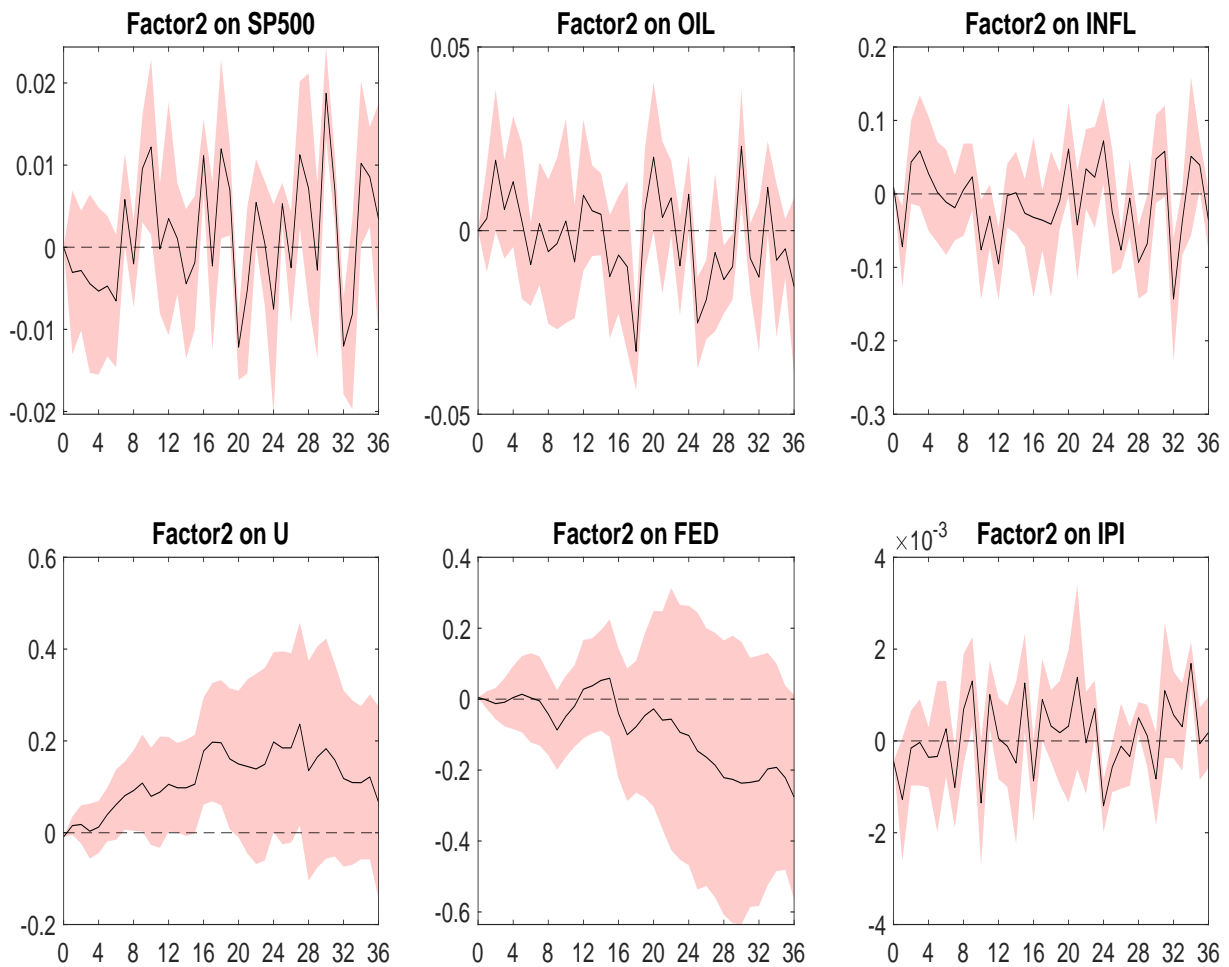 Factor2 on SP500
0.02
0.01
0
-0.01
-0.02
0 4 8 12 16 20 24 28 32 36
Factor2 on OIL
0.05
0
-0.05
0 4 8 12 16 20 24 28 32 36
Factor2 on INFL
0.2
0.1
0
-0.1
-0.2
-0.3
0 4 8 12 16 20 24 28 32 36
Factor2 on U
0.6
0.4
0.2
0
-0.2
0 4 8 12 16 20 24 28 32 36
Factor2 on FED
0.4
0.2
0
-0.2
-0.4
-0.6
0 4 8 12 16 20 24 28 32 36
Factor2 on IPI
×10⁻³
4
2
0
-2
-4
0 4 8 12 16 20 24 28 32 36